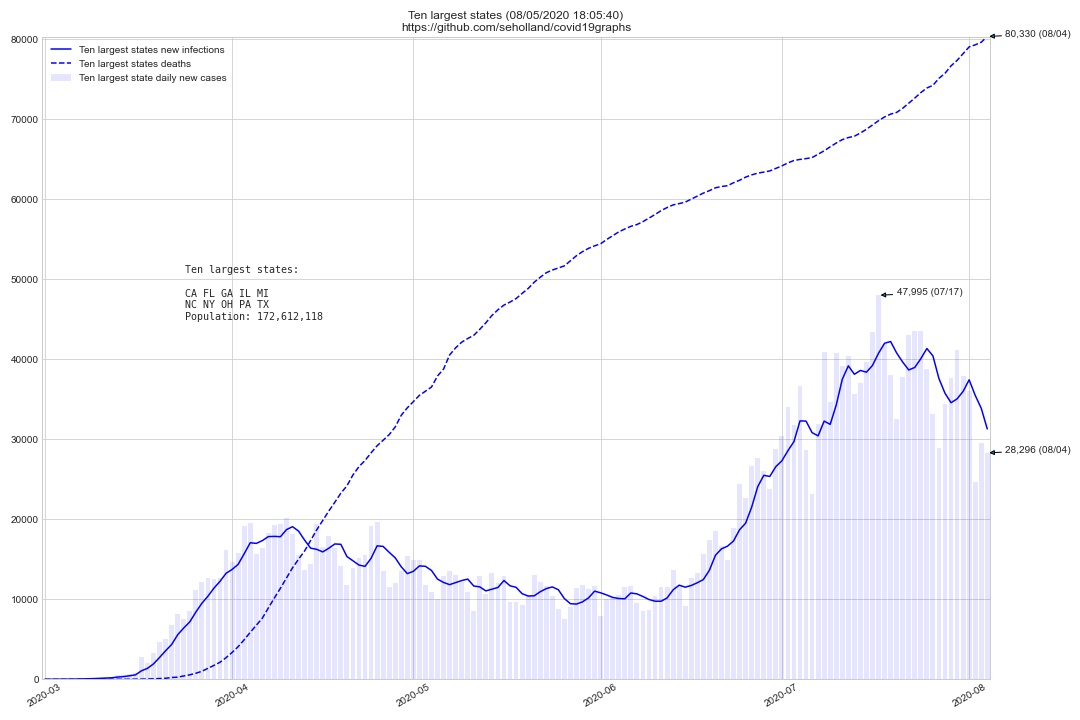 Ten largest states (08/05/2020 18:05:40)
https://github.com/seholland/covid19graphs
Ten largest states new infections
Ten largest states deaths
Ten largest state daily new cases
80,330 (08/04)
80000
70000
60000
50000
40000
30000
20000
10000
0
Ten largest states:
CA FL GA IL MI
NC NY OH PA TX
Population: 172,612,118
47,995 (07/17)
28,296 (08/04)
2020-03
2020-04
2020-05
2020-06
2020-07
2020-08